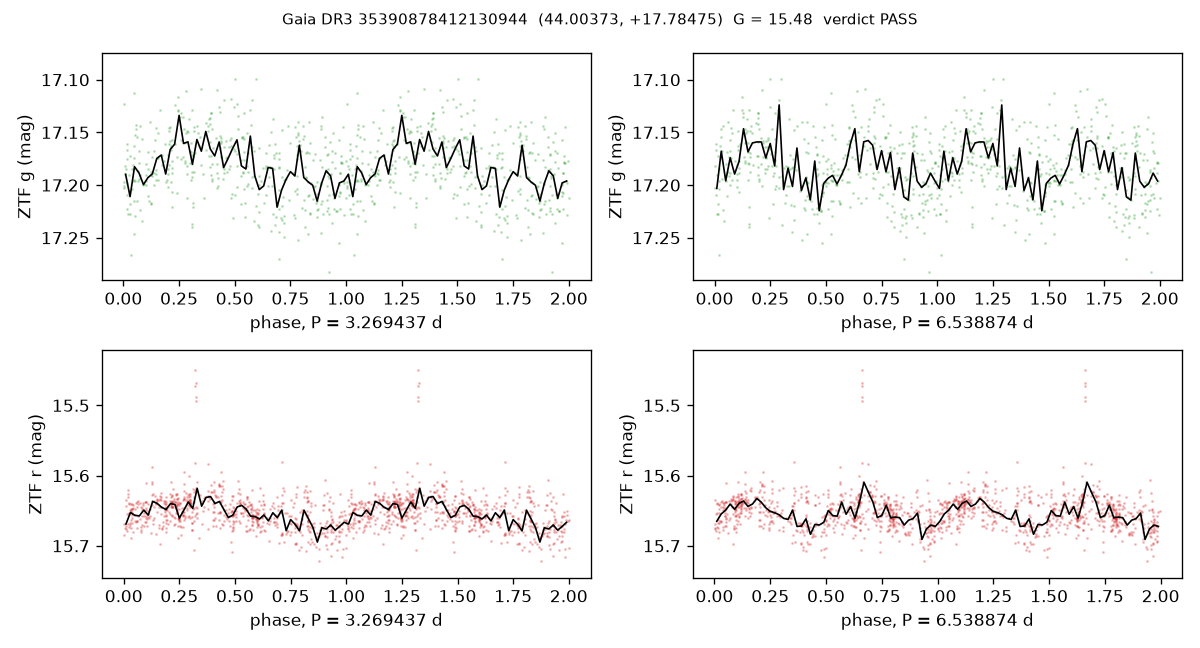 Gaia DR3 35390878412130944 (44.00373, +17.78475) G = 15.48 verdict PASS
ZTF g (mag)
17.10
17.15
17.20
17.25
0.00 0.25 0.50 0.75 1.00 1.25 1.50 1.75 2.00
phase, P = 3.269437 d
ZTF g (mag)
17.10
17.15
17.20
17.25
0.00 0.25 0.50 0.75 1.00 1.25 1.50 1.75 2.00
phase, P = 6.538874 d
ZTF r (mag)
15.5
15.6
15.7
0.00 0.25 0.50 0.75 1.00 1.25 1.50 1.75 2.00
phase, P = 3.269437 d
ZTF r (mag)
15.5
15.6
15.7
0.00 0.25 0.50 0.75 1.00 1.25 1.50 1.75 2.00
phase, P = 6.538874 d